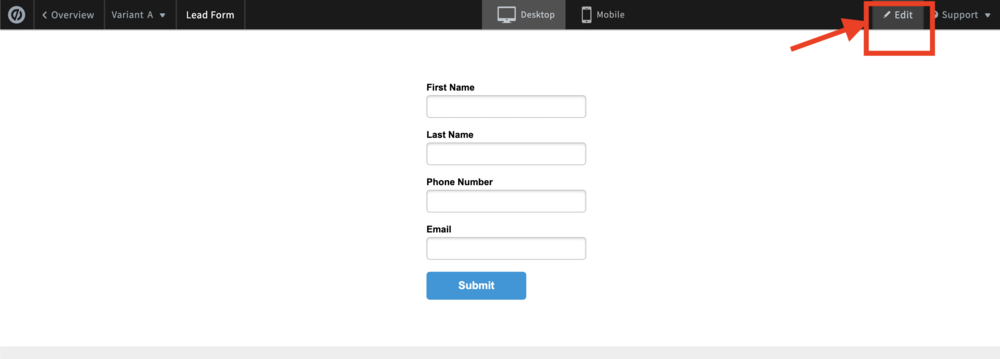 Overview Variant A Lead Form Desktop Mobile Edit Support
First Name
Last Name
Phone Number
Email
Submit